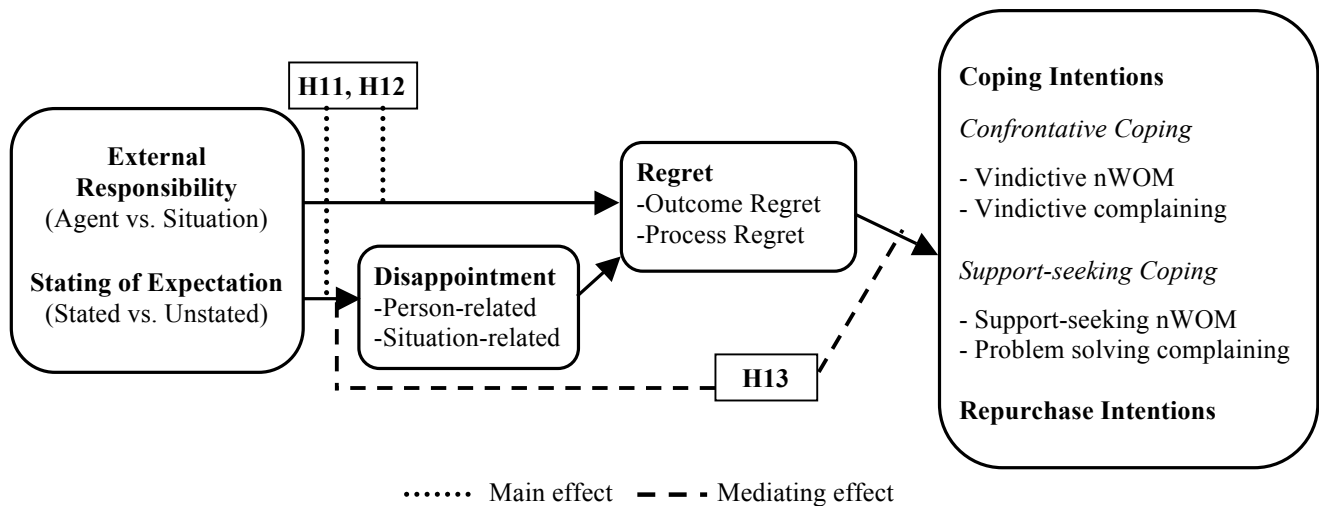 H11, H12
External
Responsibility
(Agent vs. Situation)
Stating of Expectation
(Stated vs. Unstated)
Disappointment
-Person-related
-Situation-related
Regret
-Outcome Regret
-Process Regret
H13
Coping Intentions
Confrontative Coping
- Vindictive nWOM
- Vindictive complaining
Support-seeking Coping
- Support-seeking nWOM
- Problem solving complaining
Repurchase Intentions
Main effect
Mediating effect